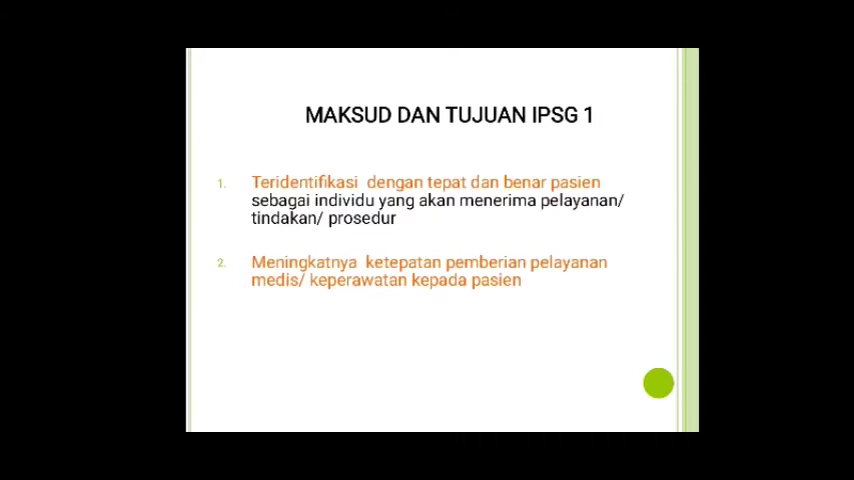 MAKSUD DAN TUJUAN IPSG 1
1. Teridentifikasi dengan tepat dan benar pasien
sebagai individu yang akan menerima pelayanan/
tindakan/ prosedur
2. Meningkatnya ketepatan pemberian pelayanan
medis/ keperawatan kepada pasien